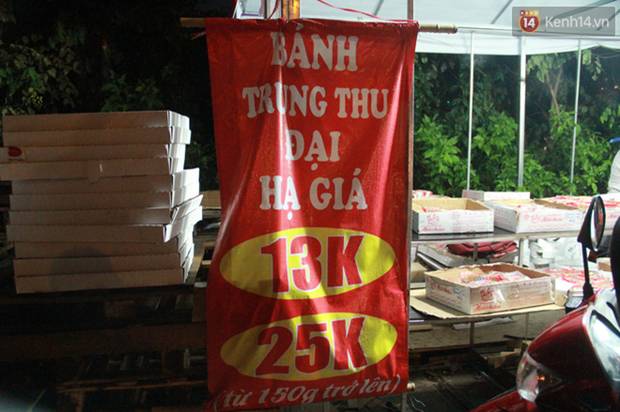 14 Kenh14.vn
BÁNH
TRUNG THU
ĐẠI
HẠ GIÁ
13K
25K
(từ 150g trở lên)